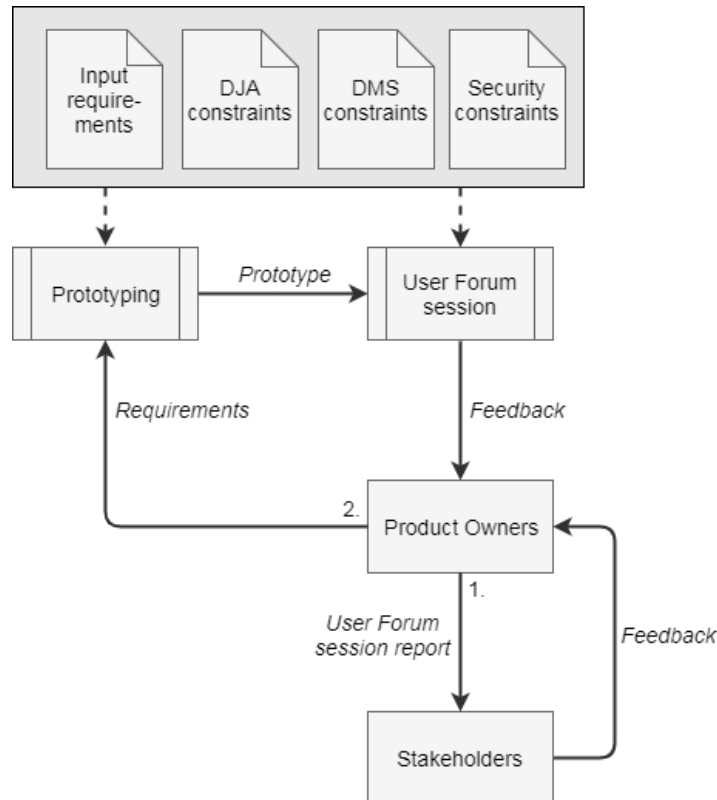 Input
require-
ments
DJA
constraints
DMS
constraints
Security
constraints
Prototyping
Prototype
User Forum
session
Requirements
Feedback
2.
Product Owners
1.
User Forum
session report
Feedback
Stakeholders